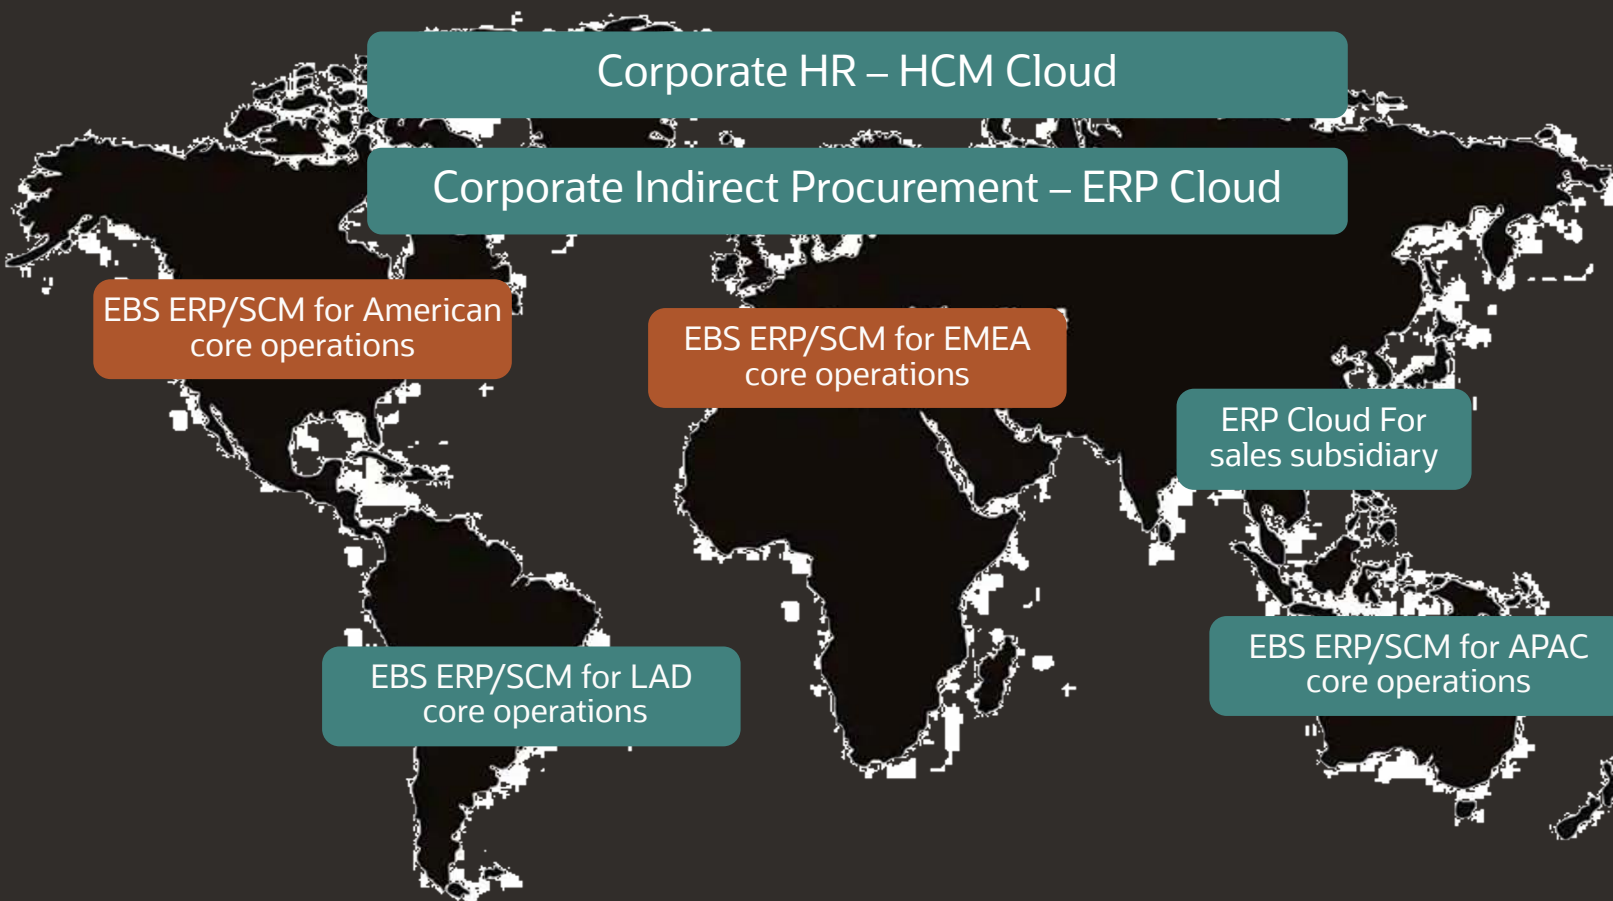 Corporate HR – HCM Cloud
Corporate Indirect Procurement – ERP Cloud
EBS ERP/SCM for American
core operations
EBS ERP/SCM for EMEA
core operations
ERP Cloud For
sales subsidiary
EBS ERP/SCM for LAD
core operations
EBS ERP/SCM for APAC
core operations